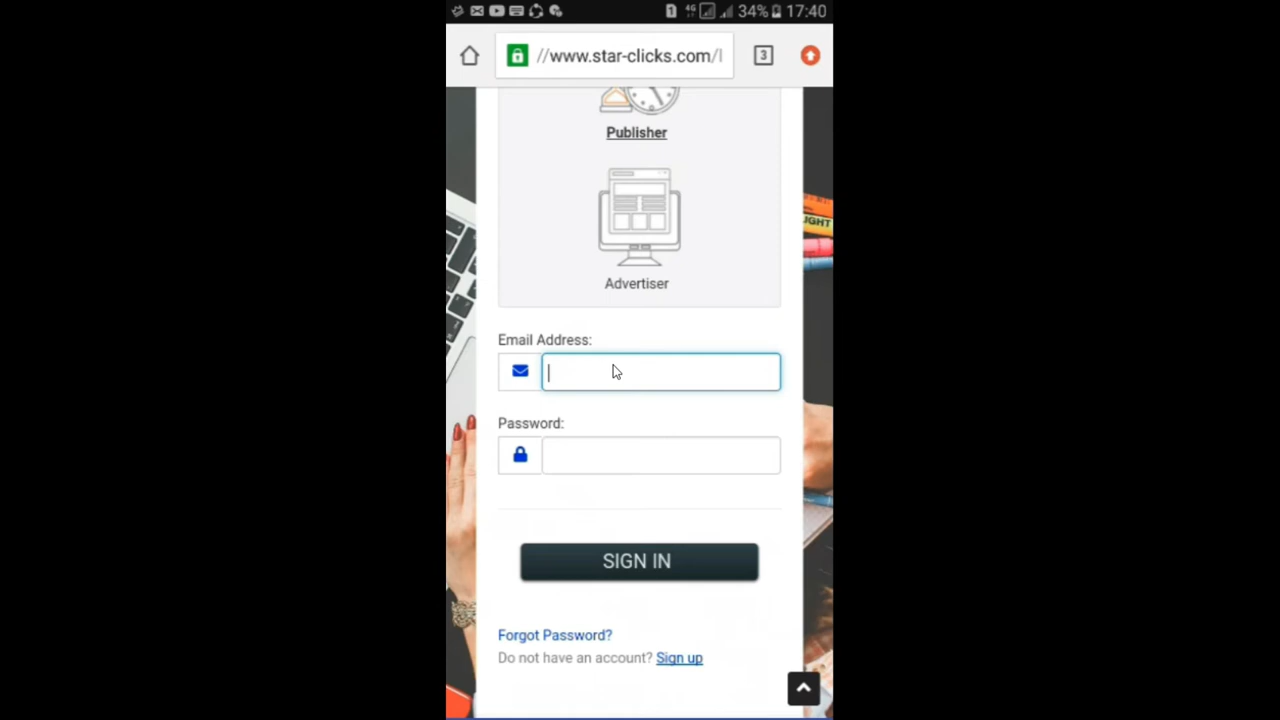 34% 17:40
//www.star-clicks.com/l
3
Publisher
Advertiser
Email Address:
Password:
SIGN IN
Forgot Password?
Do not have an account? Sign up